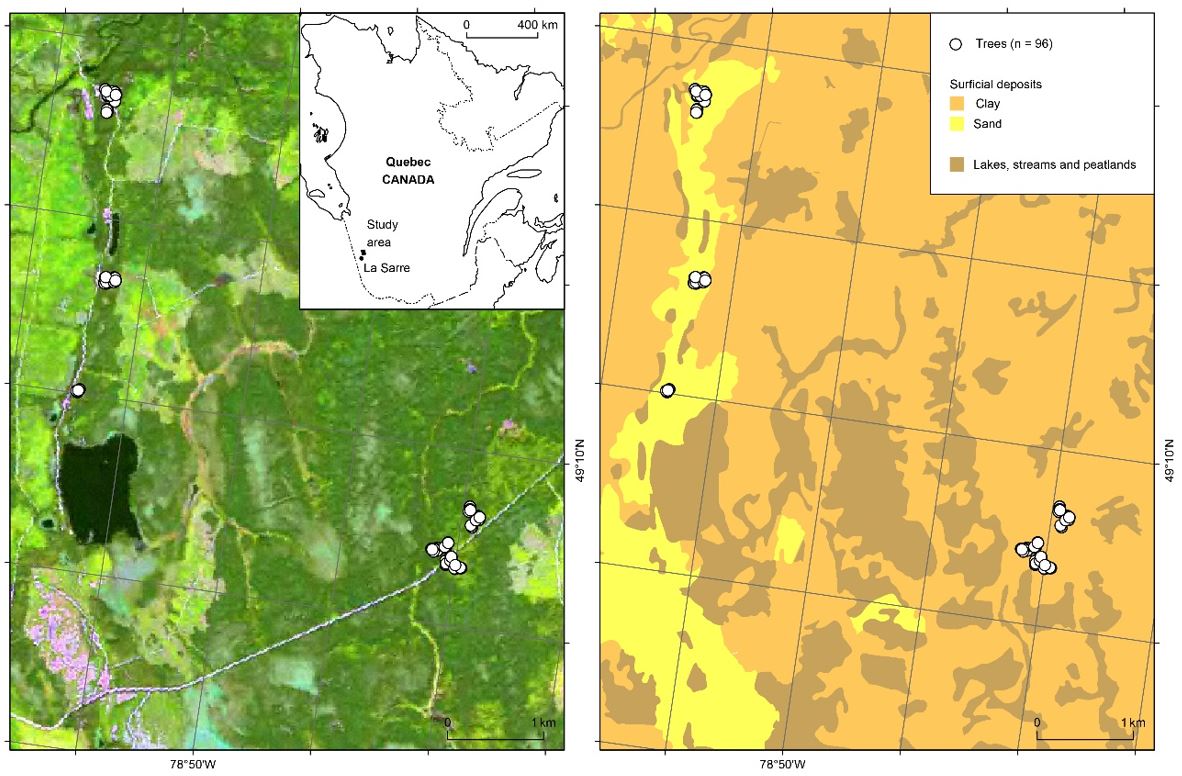 0 400 km
Quebec
CANADA
Study
area
La Sarre
0 1 km
78°50'W
49°10'N
Trees (n = 96)
Surficial deposits
Clay
Sand
Lakes, streams and peatlands
0 1 km
78°50'W
49°10'N